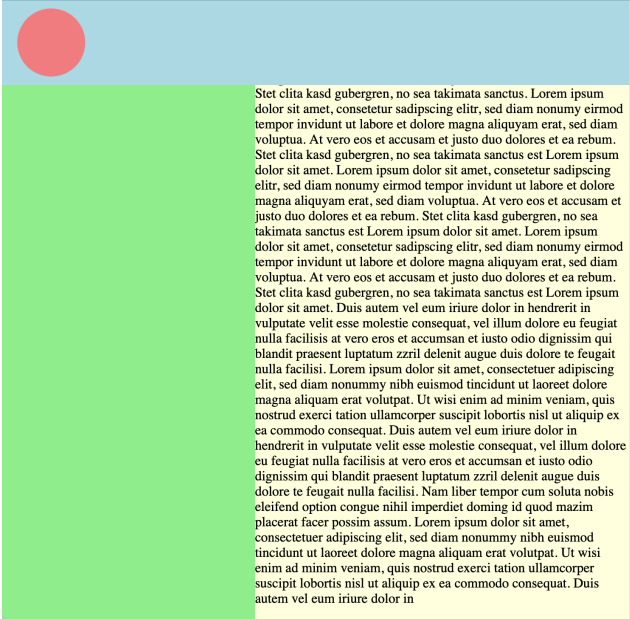 Stet clita kasd gubergren, no sea takimata sanctus. Lorem ipsum
dolor sit amet, consetetur sadipscing elitr, sed diam nonumy eirmod
tempor invidunt ut labore et dolore magna aliquyam erat, sed diam
voluptua. At vero eos et accusam et justo duo dolores et ea rebum.
Stet clita kasd gubergren, no sea takimata sanctus est Lorem ipsum
dolor sit amet. Lorem ipsum dolor sit amet, consetetur sadipscing
elitr, sed diam nonumy eirmod tempor invidunt ut labore et dolore
magna aliquyam erat, sed diam voluptua. At vero eos et accusam et
justo duo dolores et ea rebum. Stet clita kasd gubergren, no sea
takimata sanctus est Lorem ipsum dolor sit amet. Lorem ipsum
dolor sit amet, consetetur sadipscing elitr, sed diam nonumy eirmod
tempor invidunt ut labore et dolore magna aliquyam erat, sed diam
voluptua. At vero eos et accusam et justo duo dolores et ea rebum.
Stet clita kasd gubergren, no sea takimata sanctus est Lorem ipsum
dolor sit amet. Duis autem vel eum iriure dolor in hendrerit in
vulputate velit esse molestie consequat, vel illum dolore eu feugiat
nulla facilisis at vero eros et accumsan et iusto odio dignissim qui
blandit praesent luptatum zzril delenit augue duis dolore te feugait
nulla facilisi. Lorem ipsum dolor sit amet, consectetuer adipiscing
elit, sed diam nonummy nibh euismod tincidunt ut laoreet dolore
magna aliquam erat volutpat. Ut wisi enim ad minim veniam, quis
nostrud exerci tation ullamcorper suscipit lobortis nisl ut aliquip ex
ea commodo consequat. Duis autem vel eum iriure dolor in
hendrerit in vulputate velit esse molestie consequat, vel illum dolore
eu feugiat nulla facilisis at vero eros et accumsan et iusto odio
dignissim qui blandit praesent luptatum zzril delenit augue duis
dolore te feugait nulla facilisi. Nam liber tempor cum soluta nobis
eleifend option congue nihil imperdiet doming id quod mazim
placerat facer possim assum. Lorem ipsum dolor sit amet,
consectetuer adipiscing elit, sed diam nonummy nibh euismod
tincidunt ut laoreet dolore magna aliquam erat volutpat. Ut wisi
enim ad minim veniam, quis nostrud exerci tation ullamcorper
suscipit lobortis nisl ut aliquip ex ea commodo consequat. Duis
autem vel eum iriure dolor in